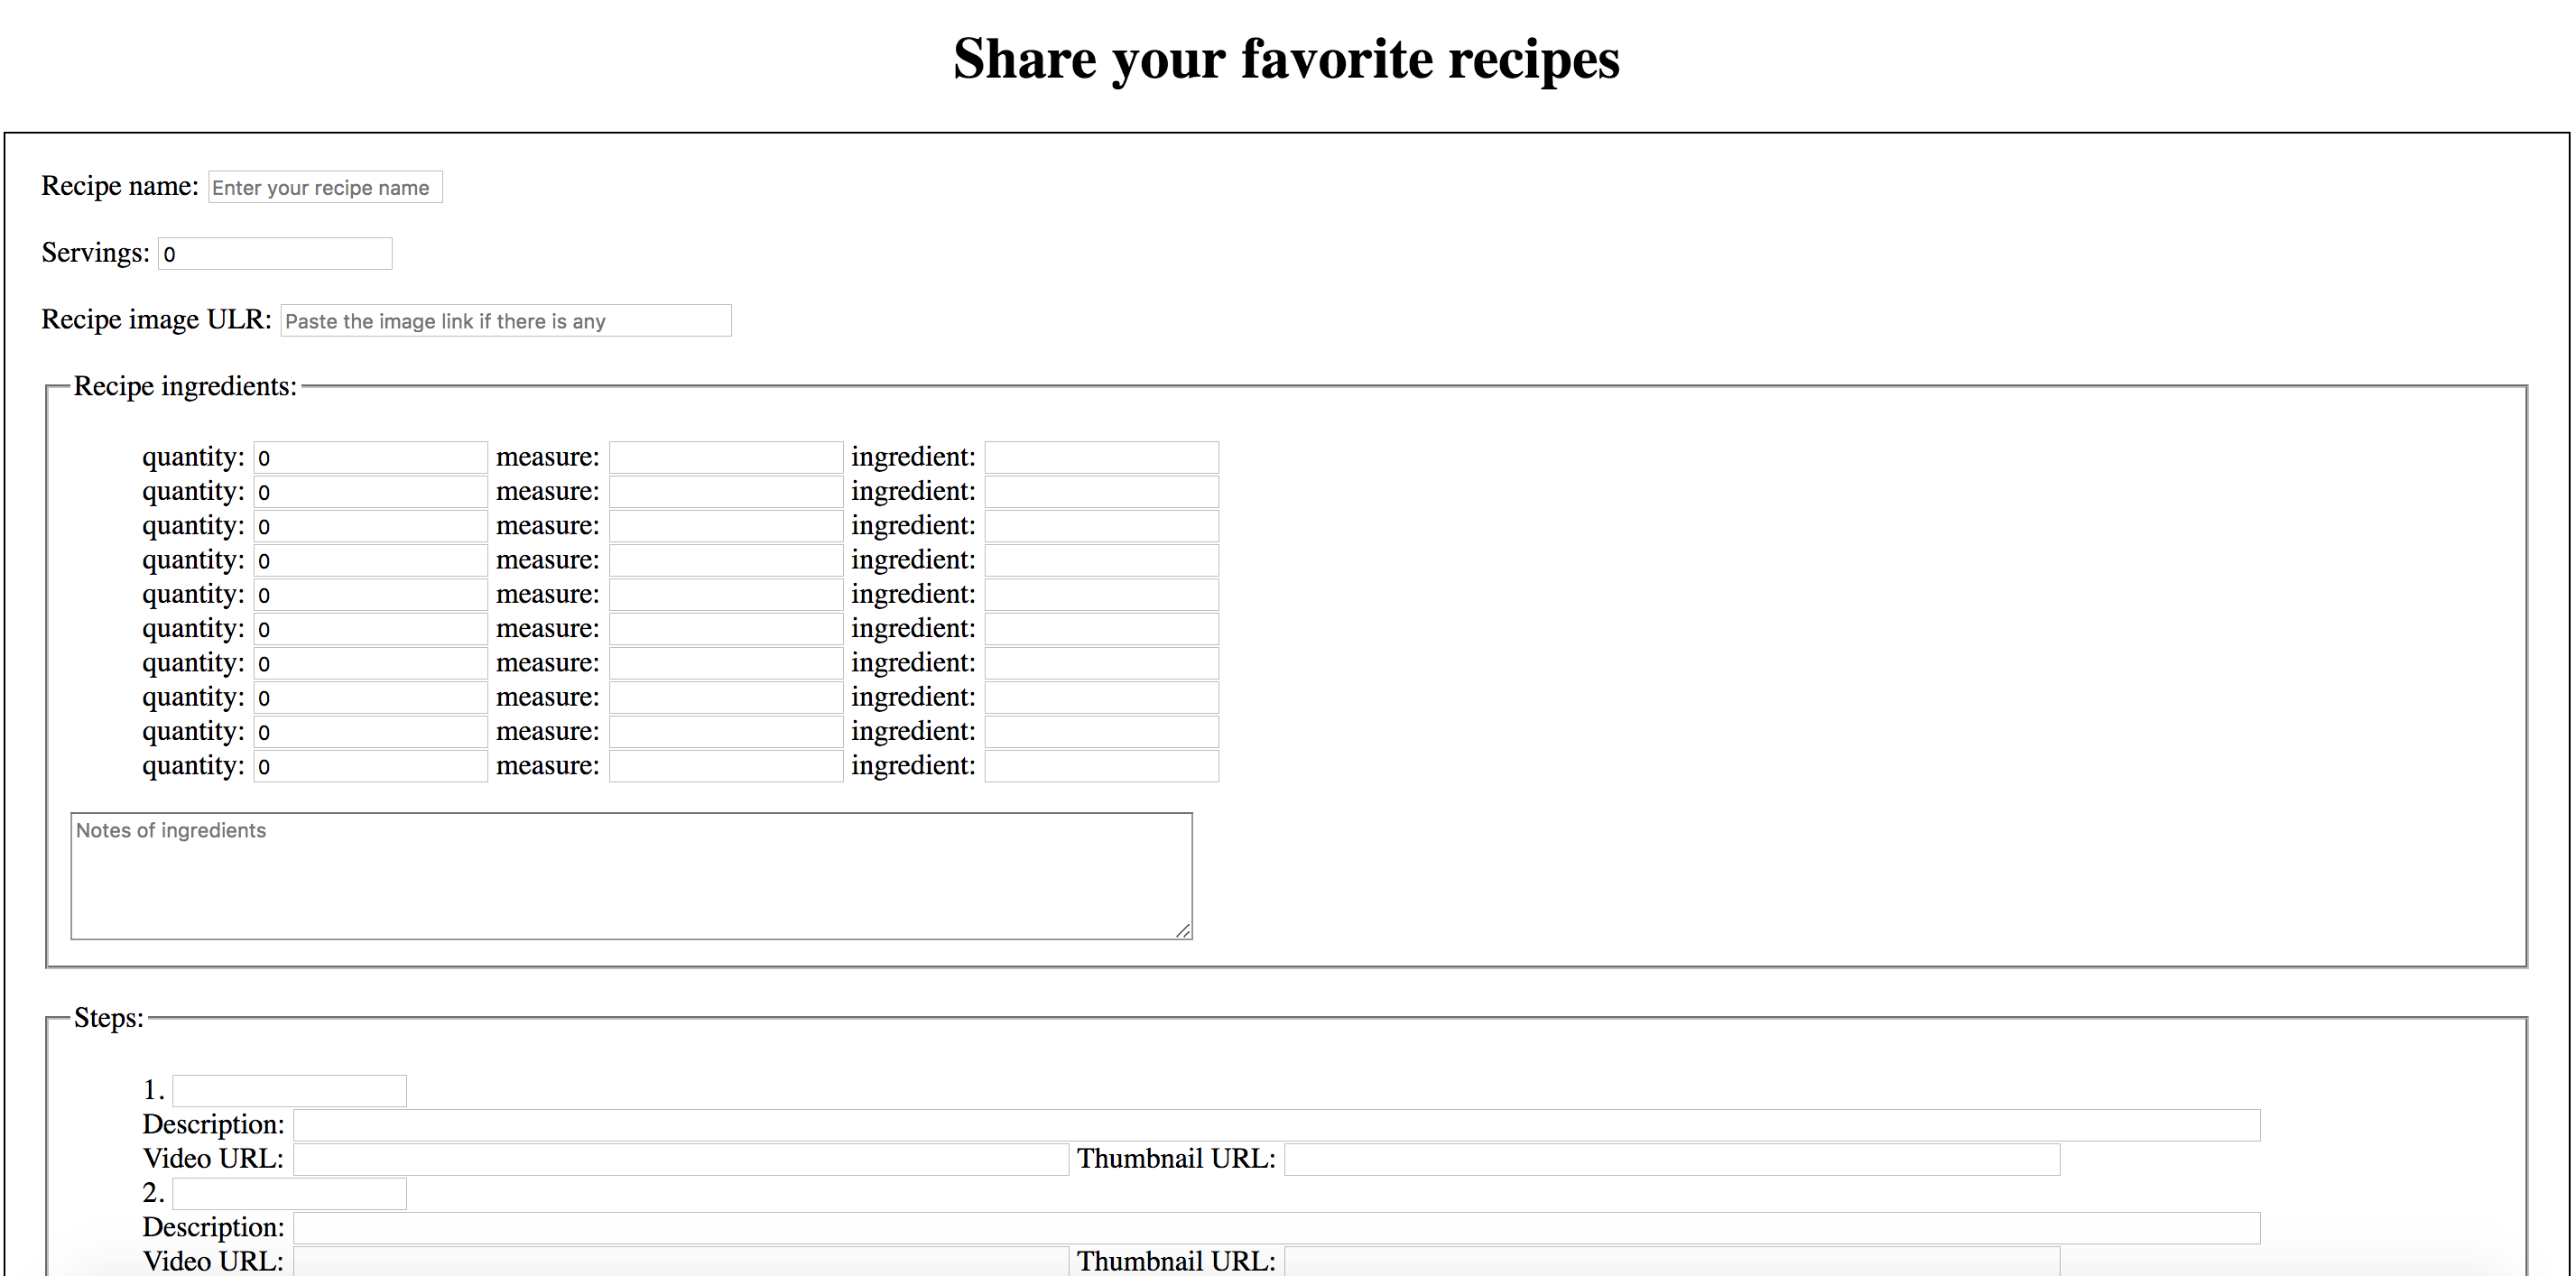 Share your favorite recipes
Recipe name: Enter your recipe name
Servings: 0
Recipe image ULR: Paste the image link if there is any
Recipe ingredients:
quantity: 0 measure: ingredient:
quantity: 0 measure: ingredient:
quantity: 0 measure: ingredient:
quantity: 0 measure: ingredient:
quantity: 0 measure: ingredient:
quantity: 0 measure: ingredient:
quantity: 0 measure: ingredient:
quantity: 0 measure: ingredient:
quantity: 0 measure: ingredient:
quantity: 0 measure: ingredient:
Notes of ingredients
Steps:
1.
Description:
Video URL: Thumbnail URL:
2.
Description:
Video URL: Thumbnail URL: